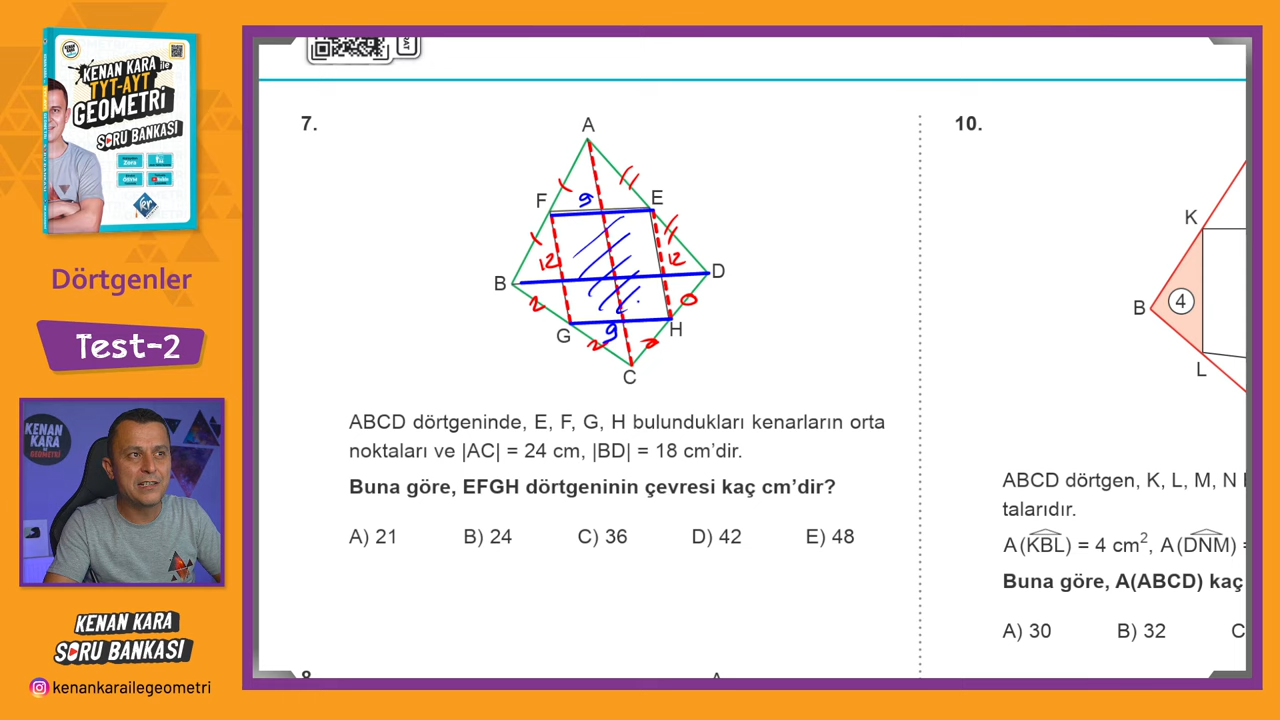 KENAN KARA ile
TYT-AYT
GEOMETRİ
SORU BANKASI
Dörtgenler
Test-2
KENAN
KARA
GEOMETRİ
KENAN KARA
SORU BANKASI
kenankarailegeometri
7.
A
F
9
E
12
12
B
D
2
G
9
H
2
C
ABCD dörtgeninde, E, F, G, H bulundukları kenarların orta
noktaları ve |AC| = 24 cm, |BD| = 18 cm'dir.
Buna göre, EFGH dörtgeninin çevresi kaç cm'dir?
A) 21 B) 24 C) 36 D) 42 E) 48
8.
A
10.
K
B
4
L
ABCD dörtgen, K, L, M, N
talarıdır.
A(KBL) = 4 cm², A(DNM) =
Buna göre, A(ABCD) kaç
A) 30 B) 32 C